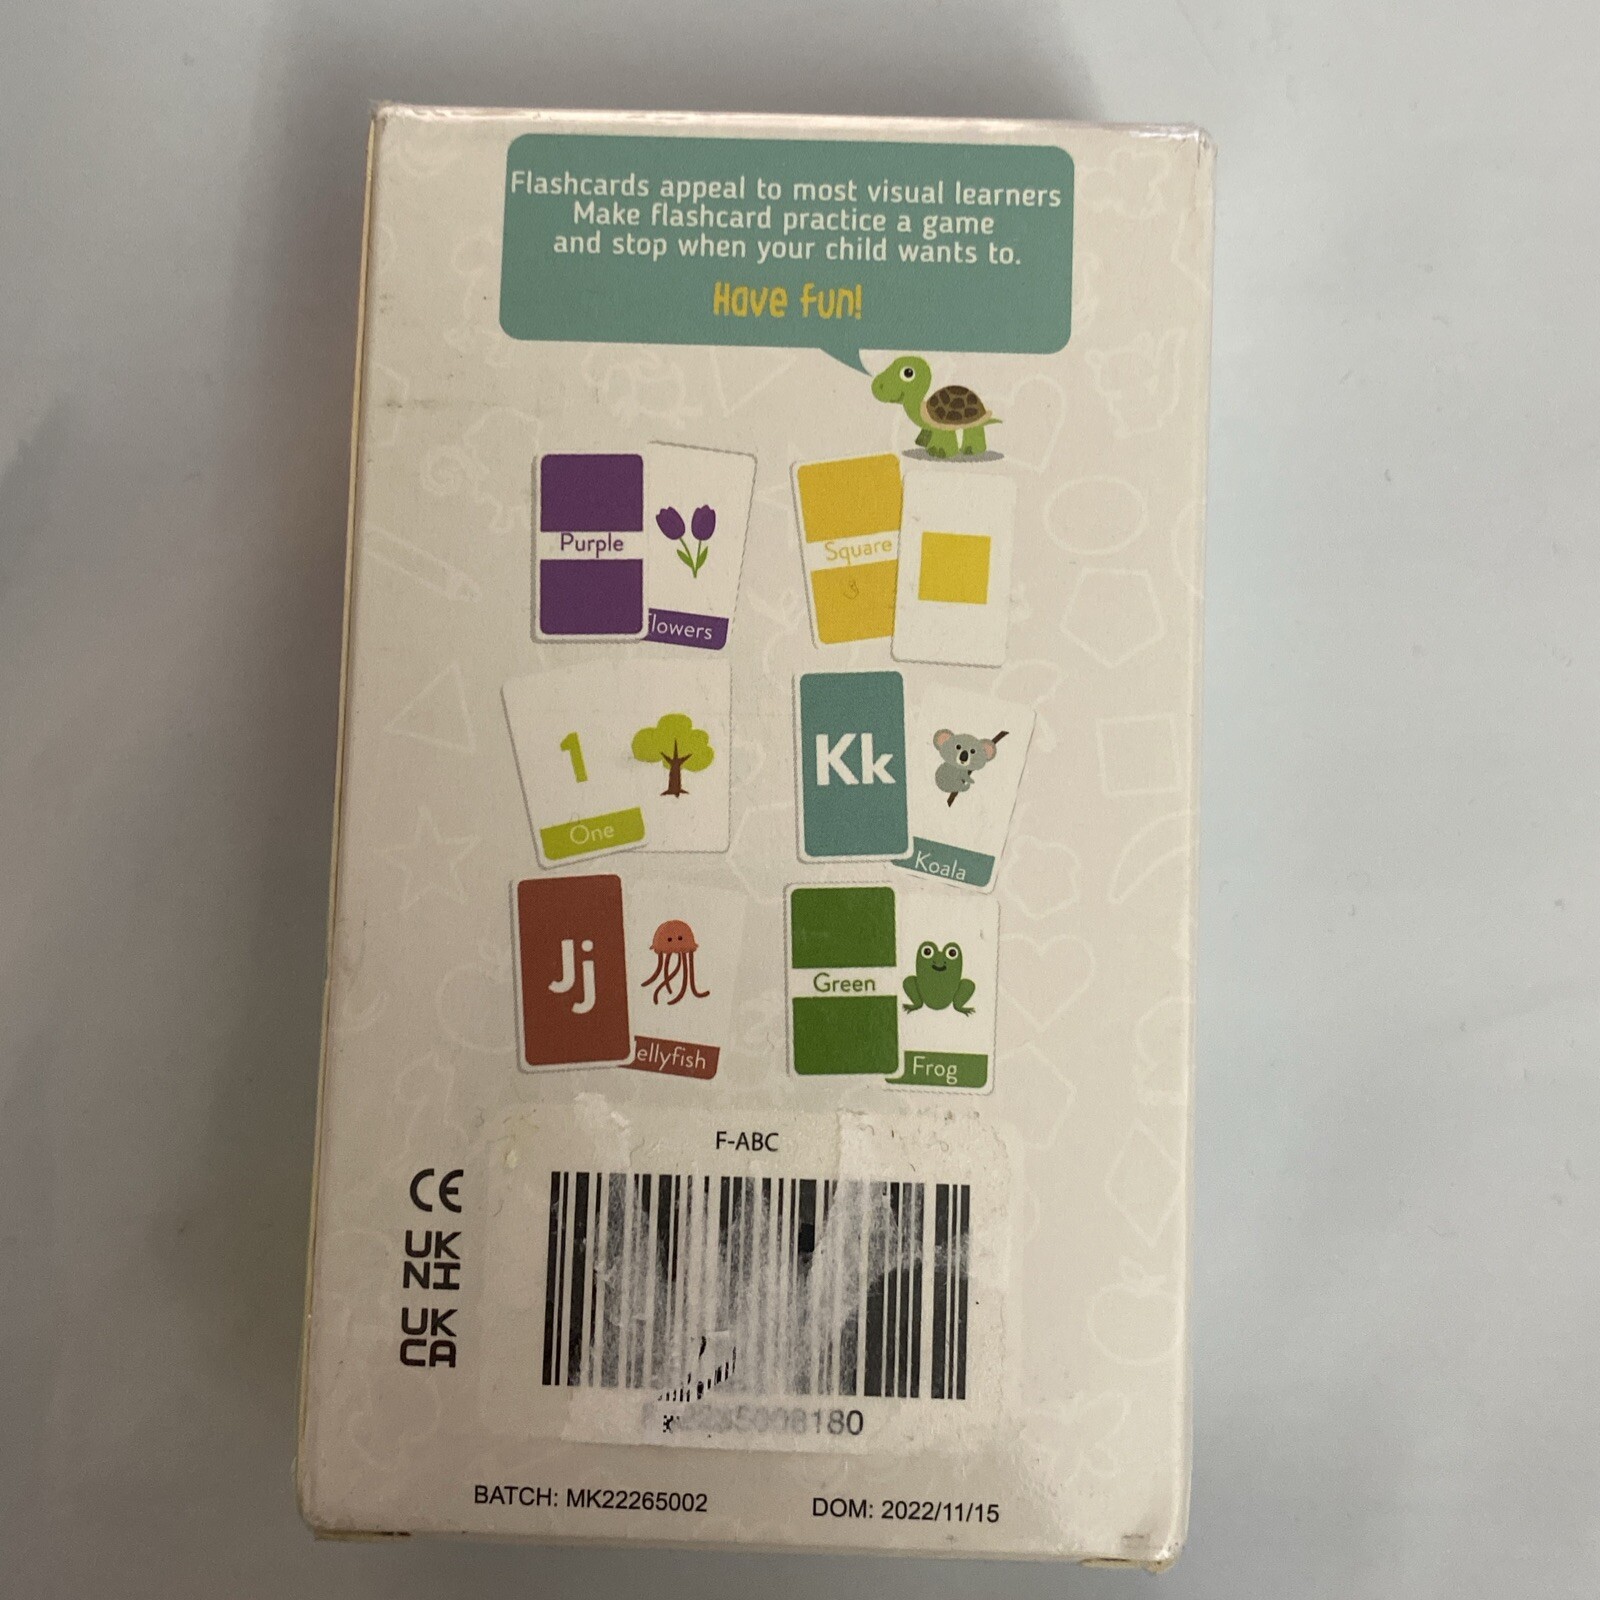 Flashcards appeal to most visual learners
Make flashcard practice a game
and stop when your child wants to.
Have fun!
Purple
lowers
Square
1
One
Kk
Koala
Jj
ellyfish
Green
Frog
F-ABC
CE
UK
NI
UK
CA
BATCH: MK22265002
DOM: 2022/11/15